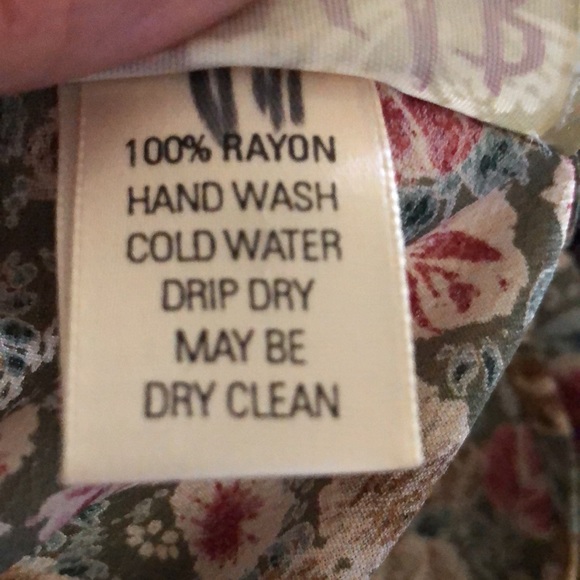 100% RAYON
HAND WASH
COLD WATER
DRIP DRY
MAY BE
DRY CLEAN